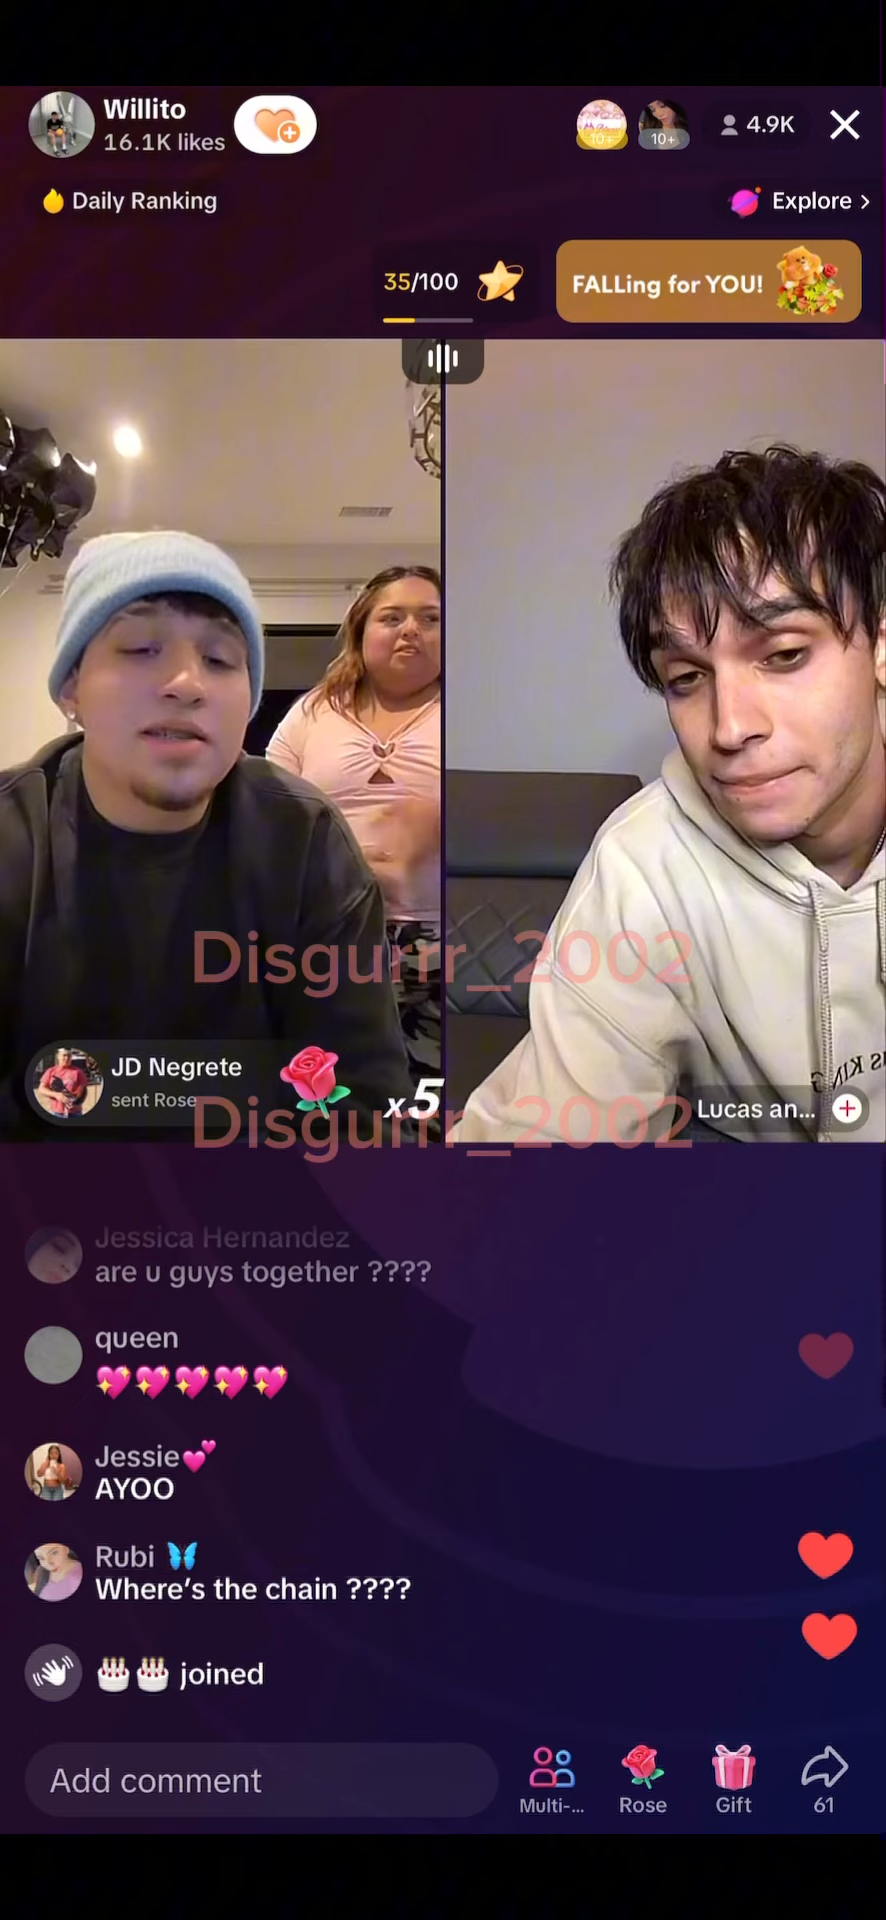 Willito
16.1K likes
10+
10+
4.9K
Daily Ranking
Explore >
35/100
FALLing for YOU!
Disgurrr_2002
JD Negrete
sent Rose
x5
Lucas an...
Disgurrr_2002
Jessica Hernandez
are u guys together ????
queen
💖💖💖💖💖
Jessie💕
AYOO
Rubi 🦋
Where's the chain ????
🎂🎂 joined
Add comment
Multi-...
Rose
Gift
61